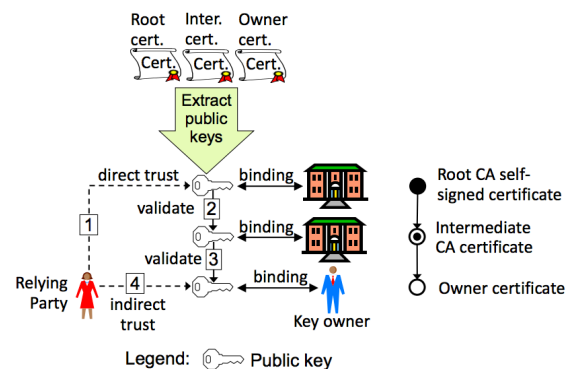 Root Inter. Owner
cert. cert. cert.
Cert. Cert. Cert.
Extract
public
keys
direct trust
binding
validate 2
1
binding
validate 3
4
binding
Relying
Party
indirect
trust
Key owner
Root CA self-
signed certificate
Intermediate
CA certificate
Owner certificate
Legend: Public key